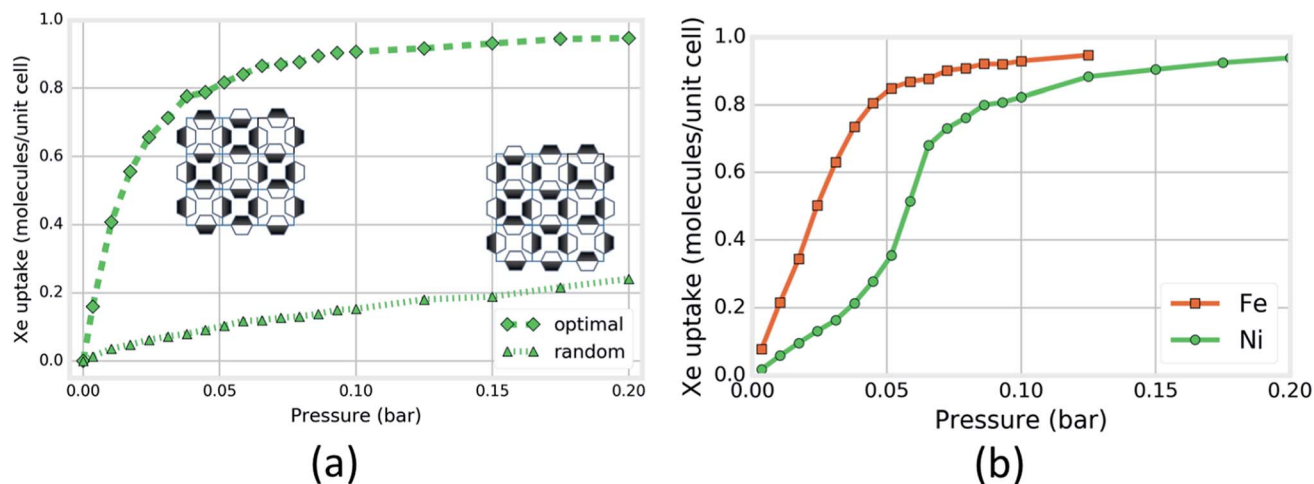 1.0
0.8
0.6
0.4
0.2
0.0
Xe uptake (molecules/unit cell)
optimal
random
0.00 0.05 0.10 0.15 0.20
Pressure (bar)
(a)
1.0
0.8
0.6
0.4
0.2
0.0
Xe uptake (molecules/unit cell)
Fe
Ni
0.00 0.05 0.10 0.15 0.20
Pressure (bar)
(b)